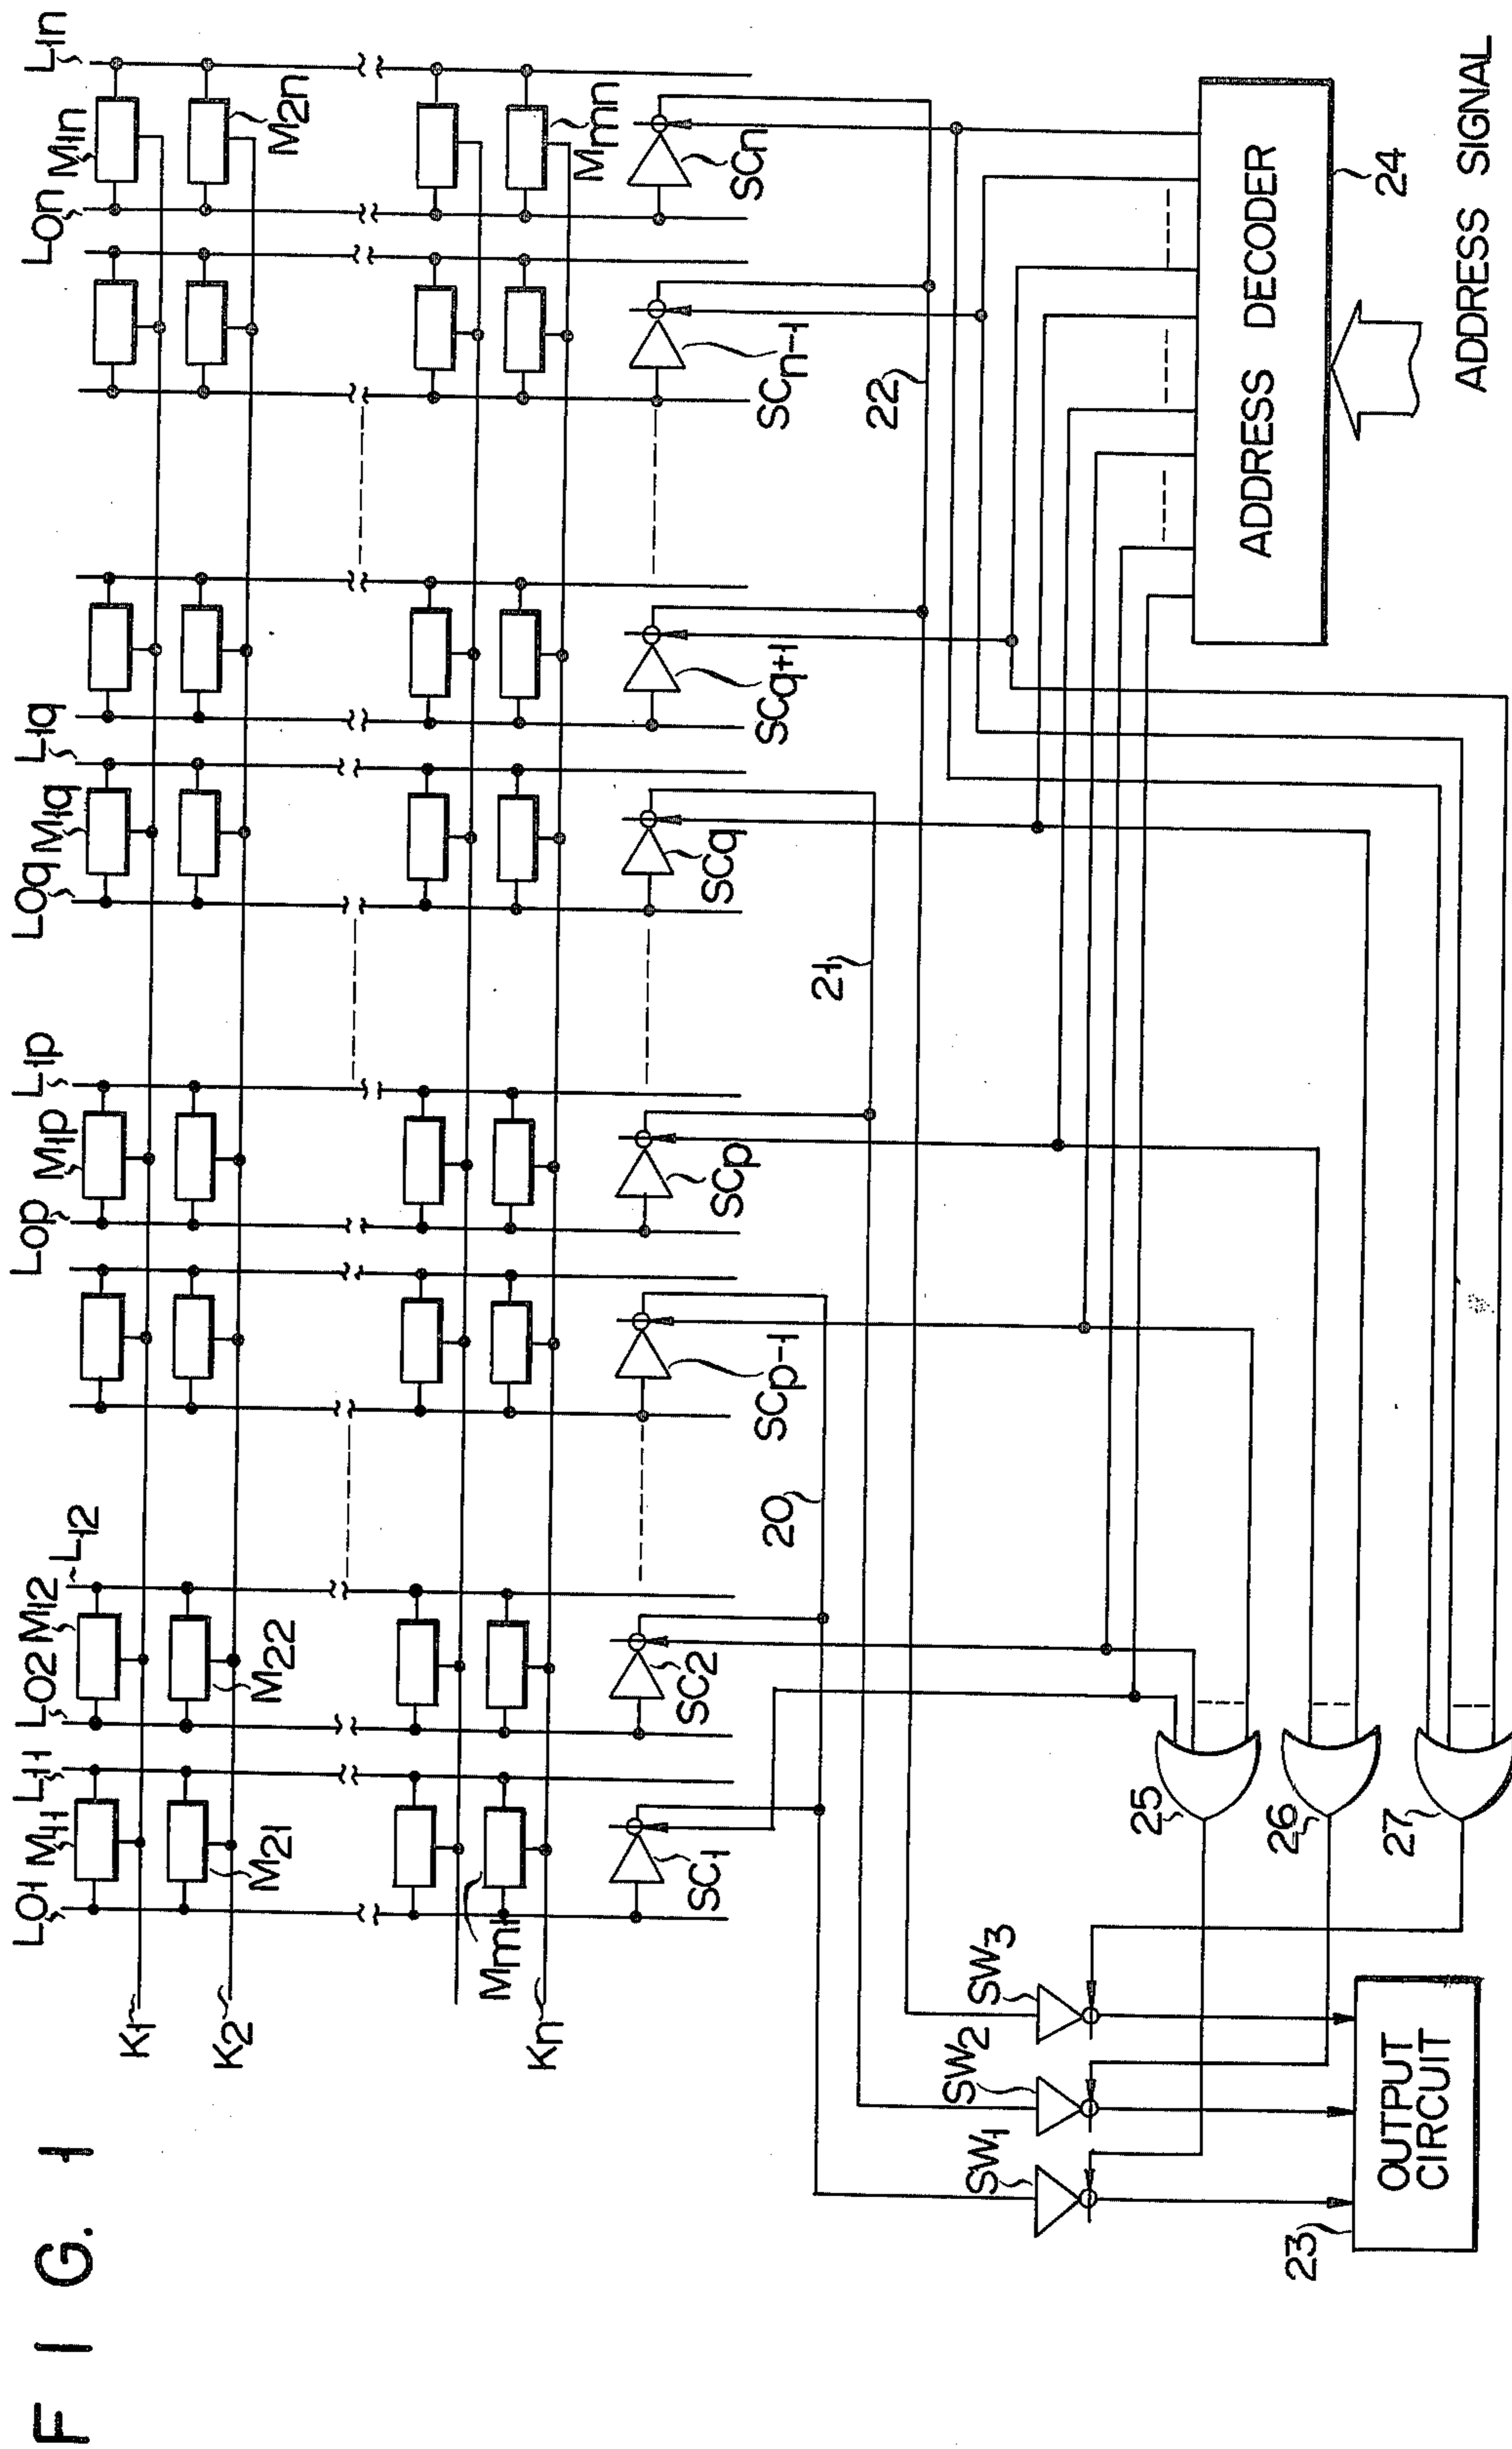 FIG. 1
L01 M11 L11 L02 M12 L12 L0p M1p L1p L0q M1q L1q L0n M1n L1n
K1
K2
M21 M22 M2n
Mm1 Mmn
Kn
SC1 SC2 SCp-1 SCp SCq SCq+1 SCn-1 SCn
20 21 22
SW1 SW2 SW3
25
26
27
23
OUTPUT
CIRCUIT
ADDRESS DECODER
24
ADDRESS SIGNAL